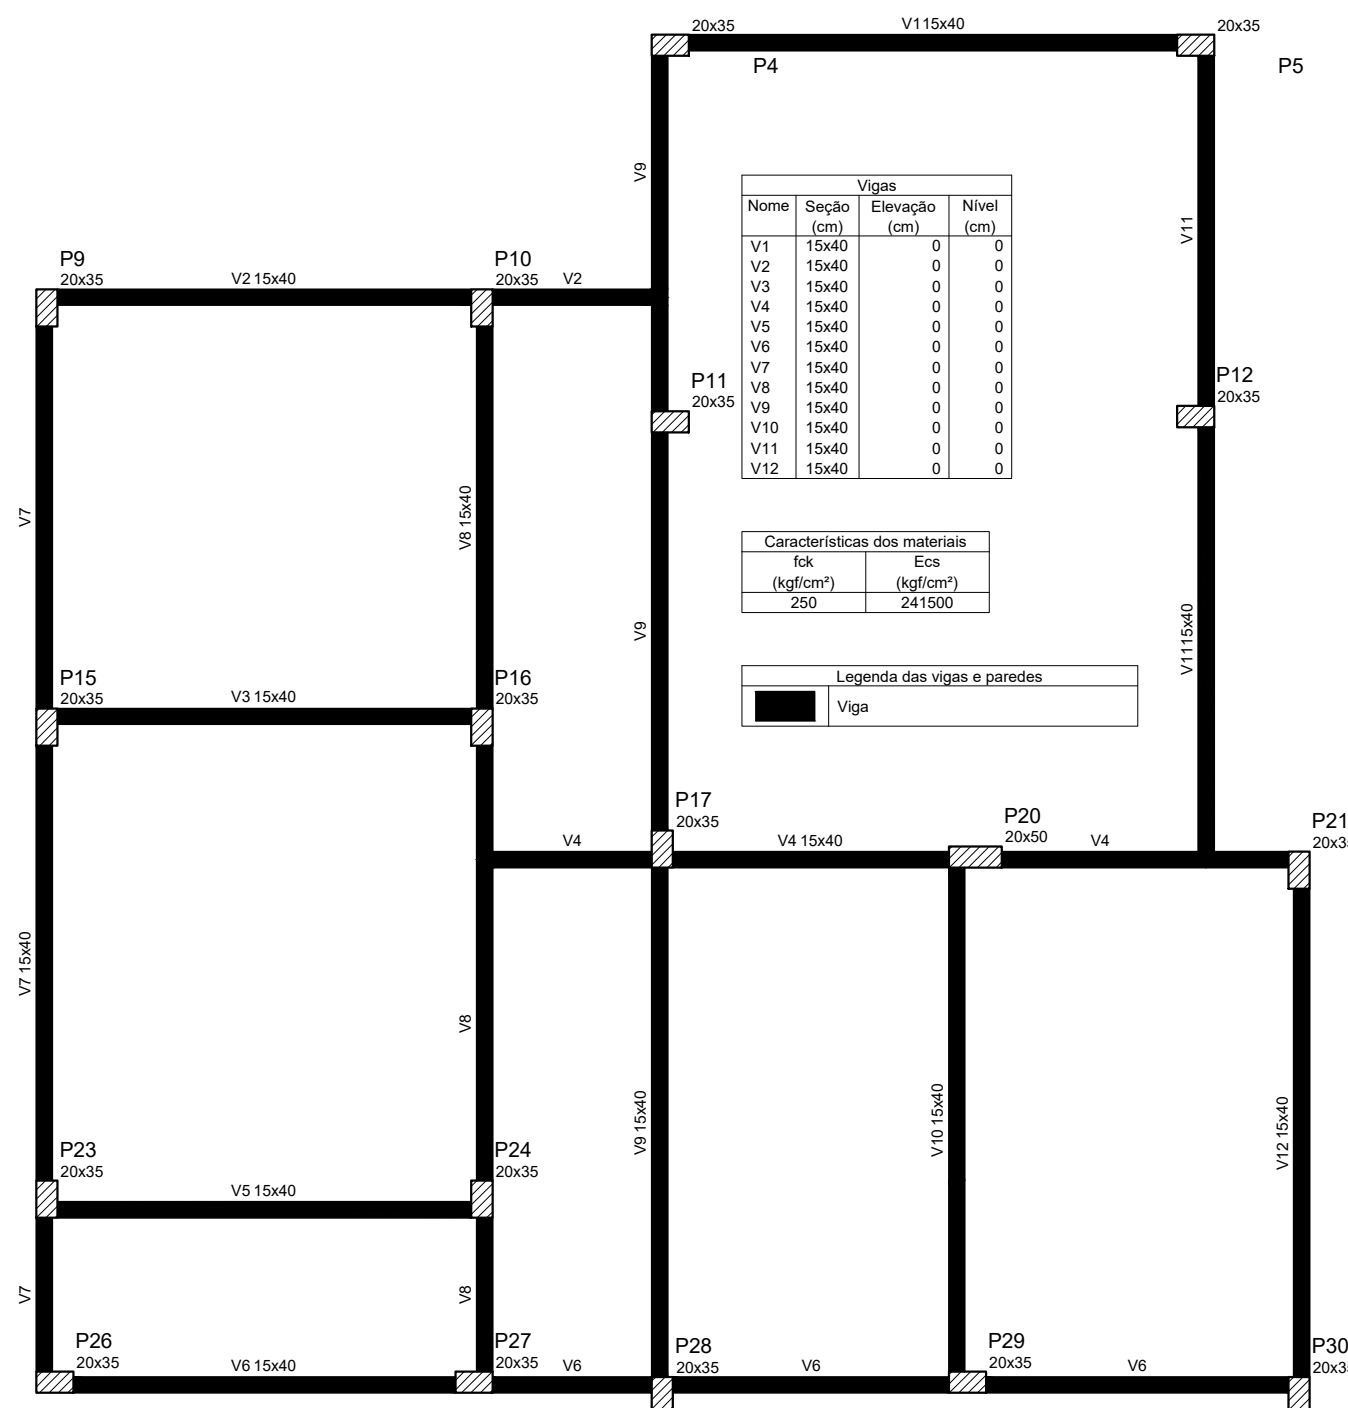 20x35
V115x40
20x35
P4
P5
V9
V11
Vigas
Nome Seção Elevação Nível
(cm) (cm) (cm)
V1 15x40 0 0
V2 15x40 0 0
V3 15x40 0 0
V4 15x40 0 0
V5 15x40 0 0
V6 15x40 0 0
V7 15x40 0 0
V8 15x40 0 0
V9 15x40 0 0
V10 15x40 0 0
V11 15x40 0 0
V12 15x40 0 0
P9
20x35
V2 15x40
P10
20x35
V2
P11
20x35
P12
20x35
V7
V8 15x40
Características dos materiais
fck Ecs
(kgf/cm²) (kgf/cm²)
250 241500
V9
V1115x40
Legenda das vigas e paredes
Viga
P15
20x35
V3 15x40
P16
20x35
P17
20x35
V4
V4 15x40
P20
20x50
V4
P21
V7 15x40
V8
V9 15x40
V10 15x40
V12 15x40
P23
20x35
V5 15x40
P24
20x35
V7
V8
P26
20x35
V6 15x40
P27
20x35
V6
P28
20x35
V6
P29
20x35
V6
P30